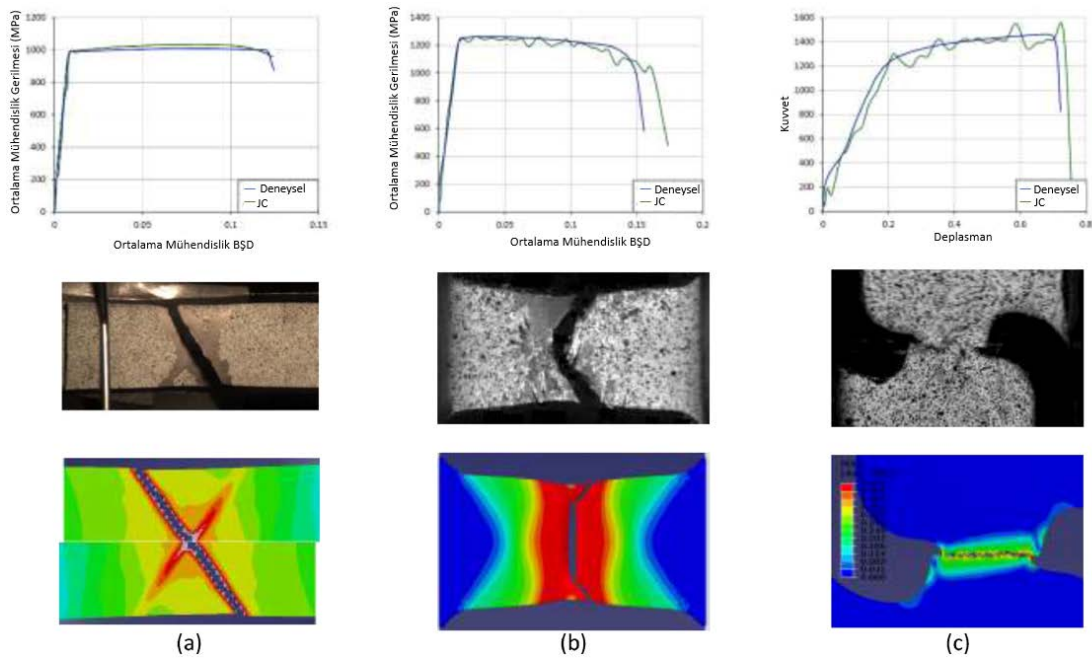 Ortalama Mühendislik Gerilmesi (MPa)
1200
1000
800
600
400
200
0
0
0.05
0.1
0.15
Deneysel
JC
Ortalama Mühendislik BŞD
Ortalama Mühendislik Gerilmesi (MPa)
1400
1200
1000
800
600
400
200
0
0
0.05
0.1
0.15
0.2
Deneysel
JC
Ortalama Mühendislik BŞD
Kuvvet
1600
1400
1200
1000
800
600
400
200
0
0
0.2
0.4
0.6
0.8
Deneysel
JC
Deplasman
(a)
(b)
(c)